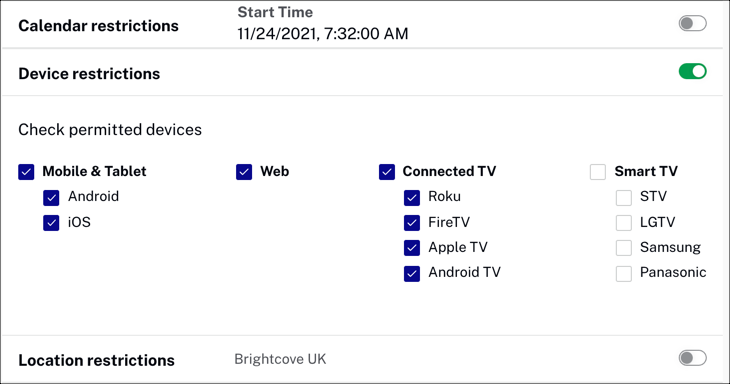 Calendar restrictions
Start Time
11/24/2021, 7:32:00 AM
Device restrictions
Check permitted devices
Mobile & Tablet
Android
iOS
Web
Connected TV
Roku
FireTV
Apple TV
Android TV
Smart TV
STV
LGTV
Samsung
Panasonic
Location restrictions
Brightcove UK